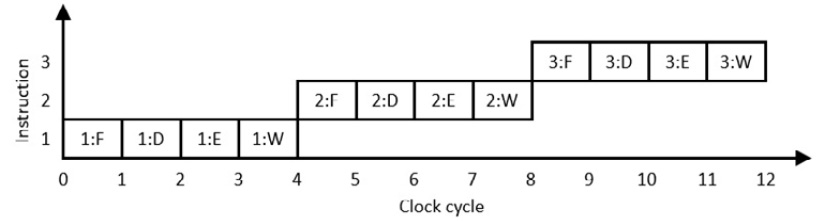 3 3:F 3:D 3:E 3:W
2 2:F 2:D 2:E 2:W
Instruction
1 1:F 1:D 1:E 1:W
0 1 2 3 4 5 6 7 8 9 10 11 12
Clock cycle